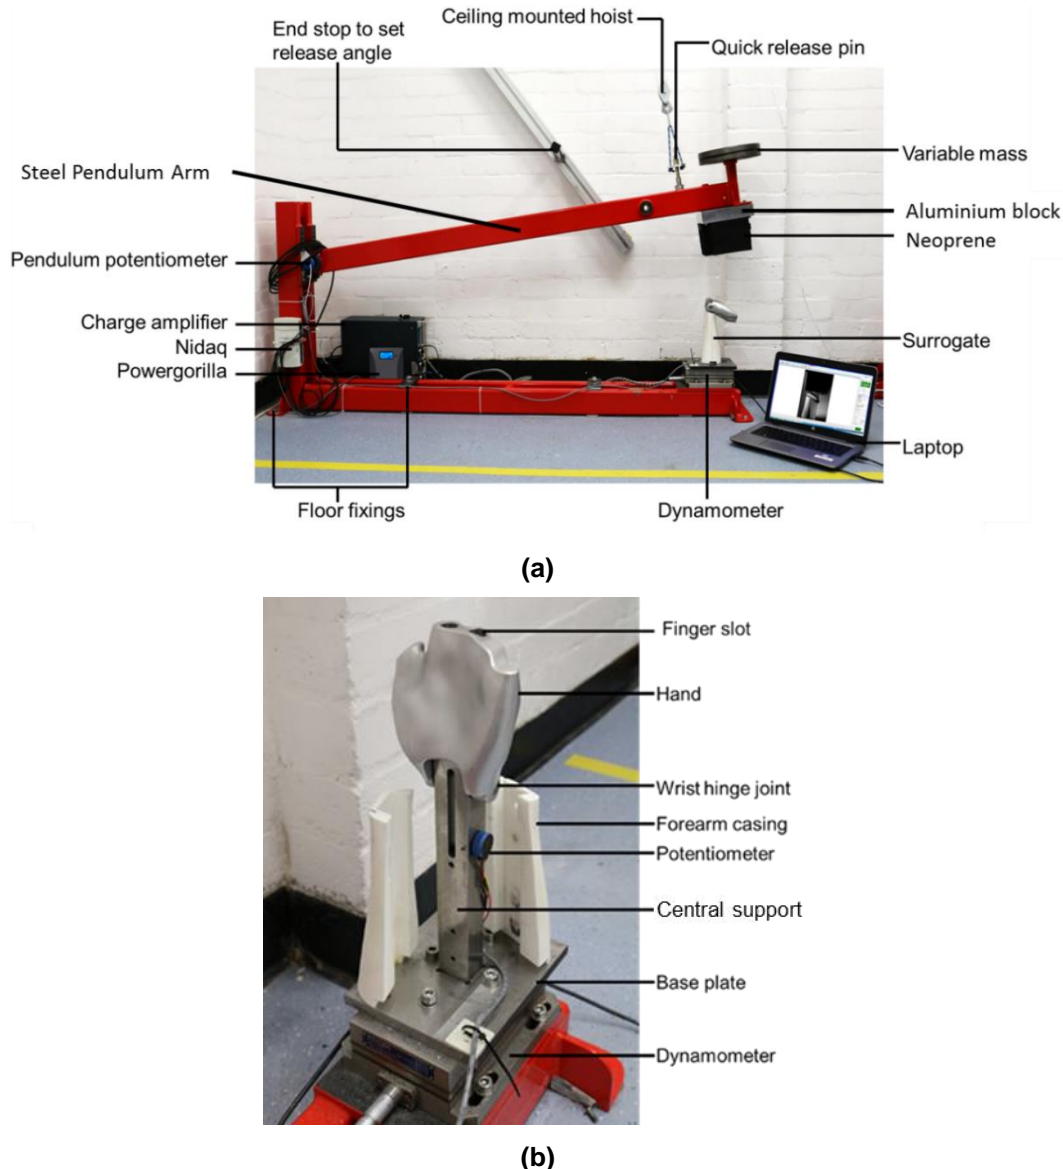 Ceiling mounted hoist
End stop to set
release angle
Quick release pin
Variable mass
Steel Pendulum Arm
Aluminium block
Neoprene
Pendulum potentiometer
Charge amplifier
Nidaq
Powergorilla
Surrogate
Laptop
Floor fixings
Dynamometer
(a)
Finger slot
Hand
Wrist hinge joint
Forearm casing
Potentiometer
Central support
Base plate
Dynamometer
(b)